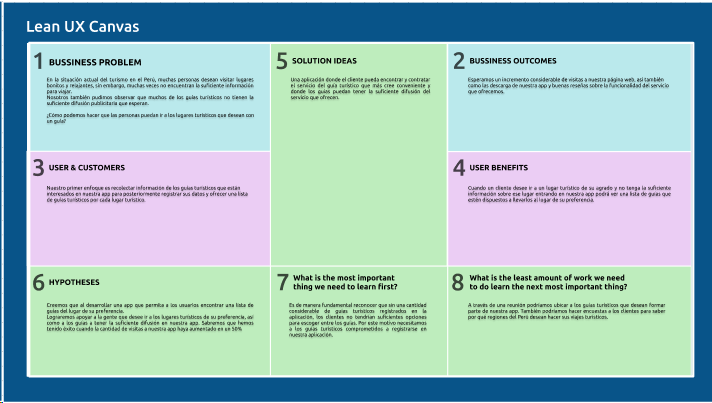 Lean UX Canvas
1 BUSSINESS PROBLEM
En la situación actual del turismo en el Perú, muchas personas desean visitar lugares
bonitos y relajantes, sin embargo, muchas veces no encuentran la suficiente información
para viajar.
Nosotros también pudimos observar que muchos de los guías turísticos no tienen la
suficiente difusión publicitaria que esperan.
¿Cómo podemos hacer que las personas puedan ir a los lugares turísticos que desean con
un guía?
5 SOLUTION IDEAS
Una aplicación donde el cliente pueda encontrar y contratar
el servicio del guía turístico que más cree conveniente y
donde los guías puedan tener la suficiente difusión del
servicio que ofrecen.
2 BUSSINESS OUTCOMES
Esperamos un incremento considerable de visitas a nuestra página web, así también
como las descarga de nuestra app y buenas reseñas sobre la funcionalidad del servicio
que ofrecemos.
3 USER & CUSTOMERS
Nuestro primer enfoque es recolectar información de los guías turísticos que están
interesados en nuestra app para posteriormente registrar sus datos y ofrecer una lista
de guías turísticos por cada lugar turístico.
4 USER BENEFITS
Cuando un cliente desee ir a un lugar turístico de su agrado y no tenga la suficiente
información sobre ese lugar entrando en nuestra app podrá ver una lista de guías que
estén dispuestos a llevarlos al lugar de su preferencia.
6 HYPOTHESES
Creemos que al desarrollar una app que permita a los usuarios encontrar una lista de
guías del lugar de su preferencia.
Lograremos apoyar a la gente que desee ir a los lugares turísticos de su preferencia, así
como a los guías a tener la suficiente difusión en nuestra app. Sabremos que hemos
tenido éxito cuando la cantidad de visitas a nuestra app haya aumentado en un 50%
7 What is the most important
thing we need to learn first?
Es de manera fundamental reconocer que sin una cantidad
considerable de guías turísticos registrados en la
aplicación, los clientes no tendrían suficientes opciones
para escoger entre los guías. Por este motivo necesitamos
a los guías turísticos comprometidos a registrarse en
nuestra aplicación.
8 What is the least amount of work we need
to do learn the next most important thing?
A través de una reunión podríamos ubicar a los guías turísticos que desean formar
parte de nuestra app. También podríamos hacer encuestas a los clientes para saber
por qué regiones del Perú desean hacer sus viajes turísticos.